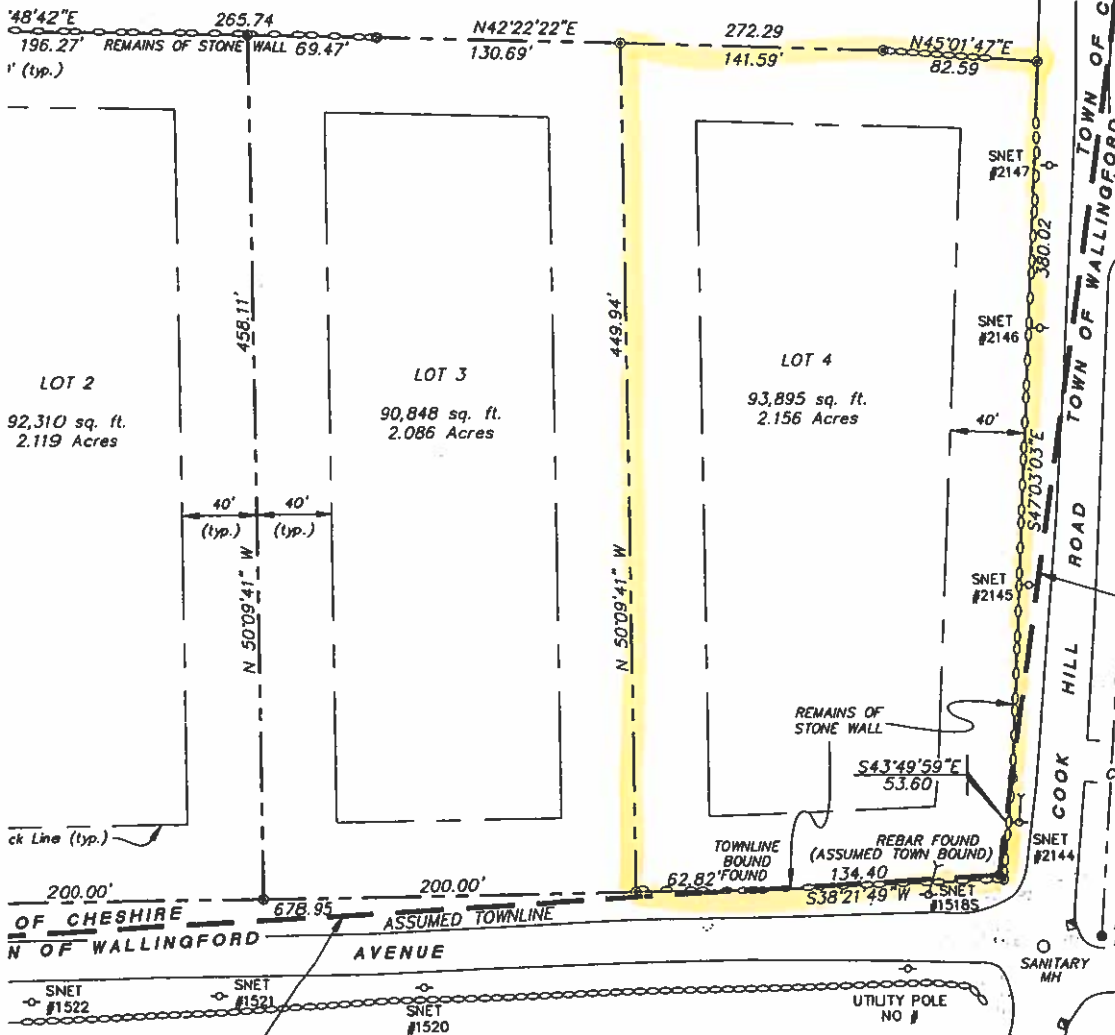 '48'42"E
196.27'
265.74
REMAINS OF STONE WALL 69.47'
N42'22'22"E
130.69'
272.29
141.59'
N45'01'47"E
82.59
' (typ.)
TOWN OF C
TOWN OF WALLINGFORD
SNET
#2147
380.02
SNET
#2146
458.11'
449.94'
LOT 2
92,310 sq. ft.
2.119 Acres
LOT 3
90,848 sq. ft.
2.086 Acres
LOT 4
93,895 sq. ft.
2.156 Acres
40'
40'
(typ.)
40'
(typ.)
S47'03'03"E
TOWN OF WALLINGFORD
N 50'09'41" W
N 50'09'41" W
SNET
#2145
COOK HILL ROAD
REMAINS OF
STONE WALL
S43'49'59"E
53.60
SNET
#2144
ck Line (typ.)
TOWNLINE
BOUND
FOUND
REBAR FOUND
(ASSUMED TOWN BOUND)
200.00'
200.00'
62.82'
134.40
S38'21'49"W
SNET
#1518S
678.95
ASSUMED TOWNLINE
OF CHESHIRE
N OF WALLINGFORD
AVENUE
SANITARY
MH
SNET
#1522
SNET
#1521
SNET
#1520
UTILITY POLE
NO #